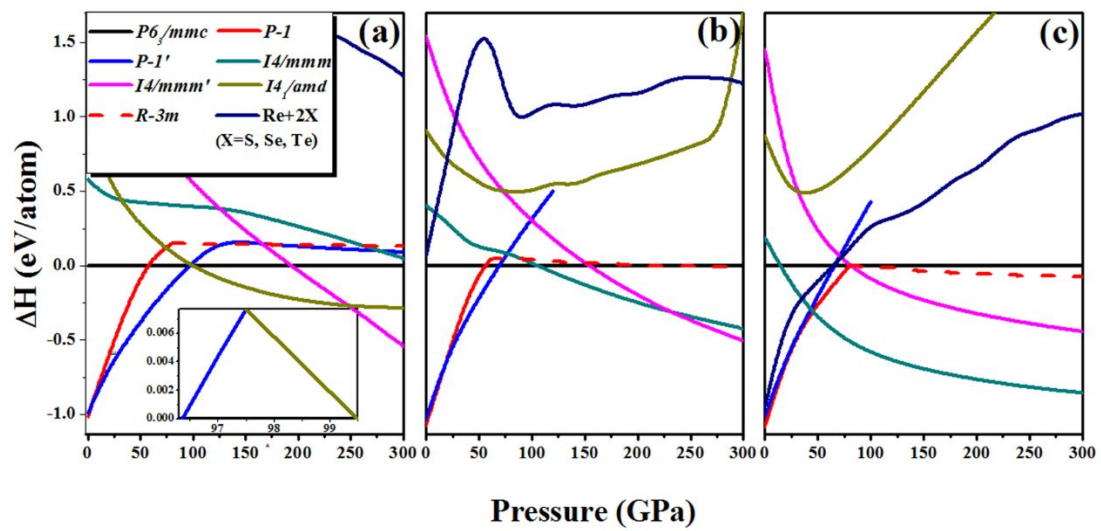 (a)
(b)
(c)
P6₃/mmc P-1
P-1' I4/mmm
I4/mmm' I4₁/amd
R-3m Re+2X
(X=S, Se, Te)
ΔH (eV/atom)
1.5
1.0
0.5
0.0
-0.5
-1.0
0.006
0.004
0.002
0.000
97 98 99
0 50 100 150 200 250 300
0 50 100 150 200 250 300
0 50 100 150 200 250 300
Pressure (GPa)